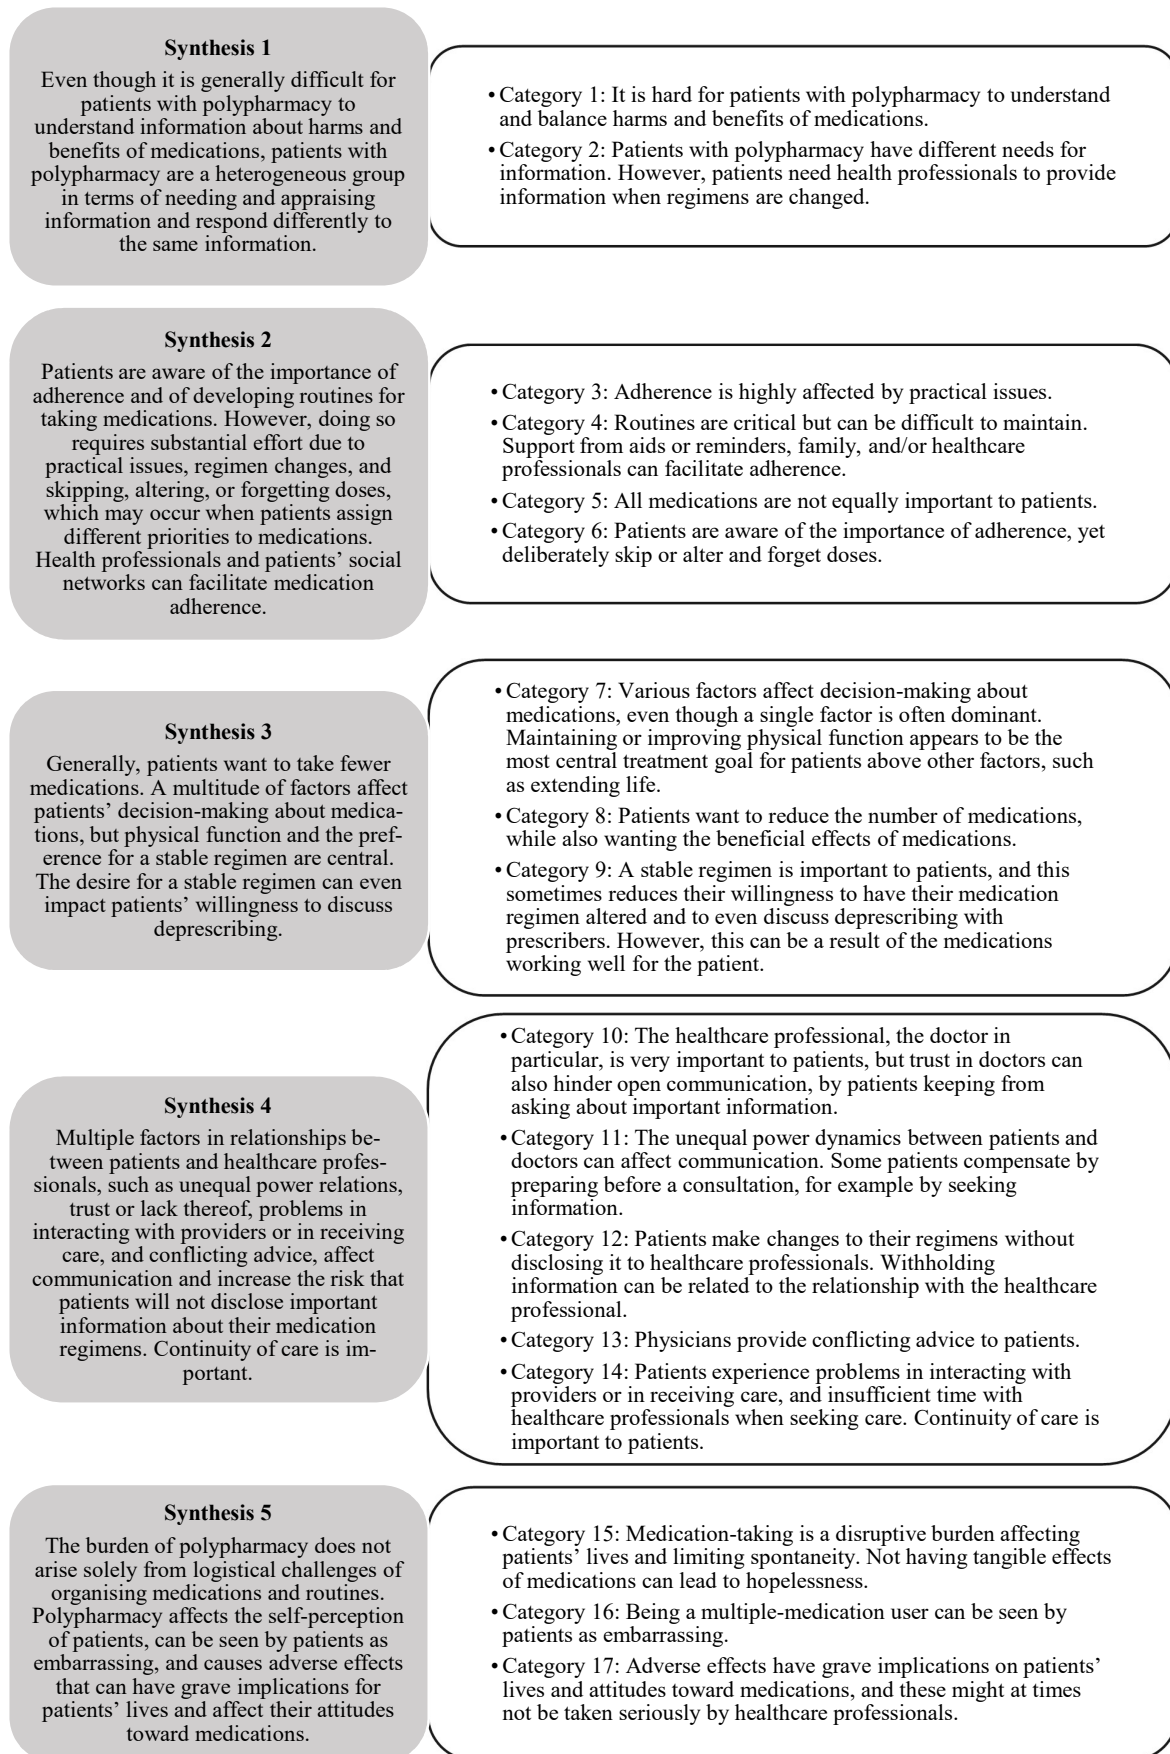 Synthesis 1
Even though it is generally difficult for
patients with polypharmacy to
understand information about harms and
benefits of medications, patients with
polypharmacy are a heterogeneous group
in terms of needing and appraising
information and respond differently to
the same information.
• Category 1: It is hard for patients with polypharmacy to understand
and balance harms and benefits of medications.
• Category 2: Patients with polypharmacy have different needs for
information. However, patients need health professionals to provide
information when regimens are changed.
Synthesis 2
Patients are aware of the importance of
adherence and of developing routines for
taking medications. However, doing so
requires substantial effort due to
practical issues, regimen changes, and
skipping, altering, or forgetting doses,
which may occur when patients assign
different priorities to medications.
Health professionals and patients’ social
networks can facilitate medication
adherence.
• Category 3: Adherence is highly affected by practical issues.
• Category 4: Routines are critical but can be difficult to maintain.
Support from aids or reminders, family, and/or healthcare
professionals can facilitate adherence.
• Category 5: All medications are not equally important to patients.
• Category 6: Patients are aware of the importance of adherence, yet
deliberately skip or alter and forget doses.
Synthesis 3
Generally, patients want to take fewer
medications. A multitude of factors affect
patients’ decision-making about medica-
tions, but physical function and the pref-
erence for a stable regimen are central.
The desire for a stable regimen can even
impact patients’ willingness to discuss
deprescribing.
• Category 7: Various factors affect decision-making about
medications, even though a single factor is often dominant.
Maintaining or improving physical function appears to be the
most central treatment goal for patients above other factors, such
as extending life.
• Category 8: Patients want to reduce the number of medications,
while also wanting the beneficial effects of medications.
• Category 9: A stable regimen is important to patients, and this
sometimes reduces their willingness to have their medication
regimen altered and to even discuss deprescribing with
prescribers. However, this can be a result of the medications
working well for the patient.
Synthesis 4
Multiple factors in relationships be-
tween patients and healthcare profes-
sionals, such as unequal power relations,
trust or lack thereof, problems in
interacting with providers or in receiving
care, and conflicting advice, affect
communication and increase the risk that
patients will not disclose important
information about their medication
regimens. Continuity of care is im-
portant.
• Category 10: The healthcare professional, the doctor in
particular, is very important to patients, but trust in doctors can
also hinder open communication, by patients keeping from
asking about important information.
• Category 11: The unequal power dynamics between patients and
doctors can affect communication. Some patients compensate by
preparing before a consultation, for example by seeking
information.
• Category 12: Patients make changes to their regimens without
disclosing it to healthcare professionals. Withholding
information can be related to the relationship with the healthcare
professional.
• Category 13: Physicians provide conflicting advice to patients.
• Category 14: Patients experience problems in interacting with
providers or in receiving care, and insufficient time with
healthcare professionals when seeking care. Continuity of care is
important to patients.
Synthesis 5
The burden of polypharmacy does not
arise solely from logistical challenges of
organising medications and routines.
Polypharmacy affects the self-perception
of patients, can be seen by patients as
embarrassing, and causes adverse effects
that can have grave implications for
patients’ lives and affect their attitudes
toward medications.
• Category 15: Medication-taking is a disruptive burden affecting
patients’ lives and limiting spontaneity. Not having tangible effects
of medications can lead to hopelessness.
• Category 16: Being a multiple-medication user can be seen by
patients as embarrassing.
• Category 17: Adverse effects have grave implications on patients’
lives and attitudes toward medications, and these might at times
not be taken seriously by healthcare professionals.